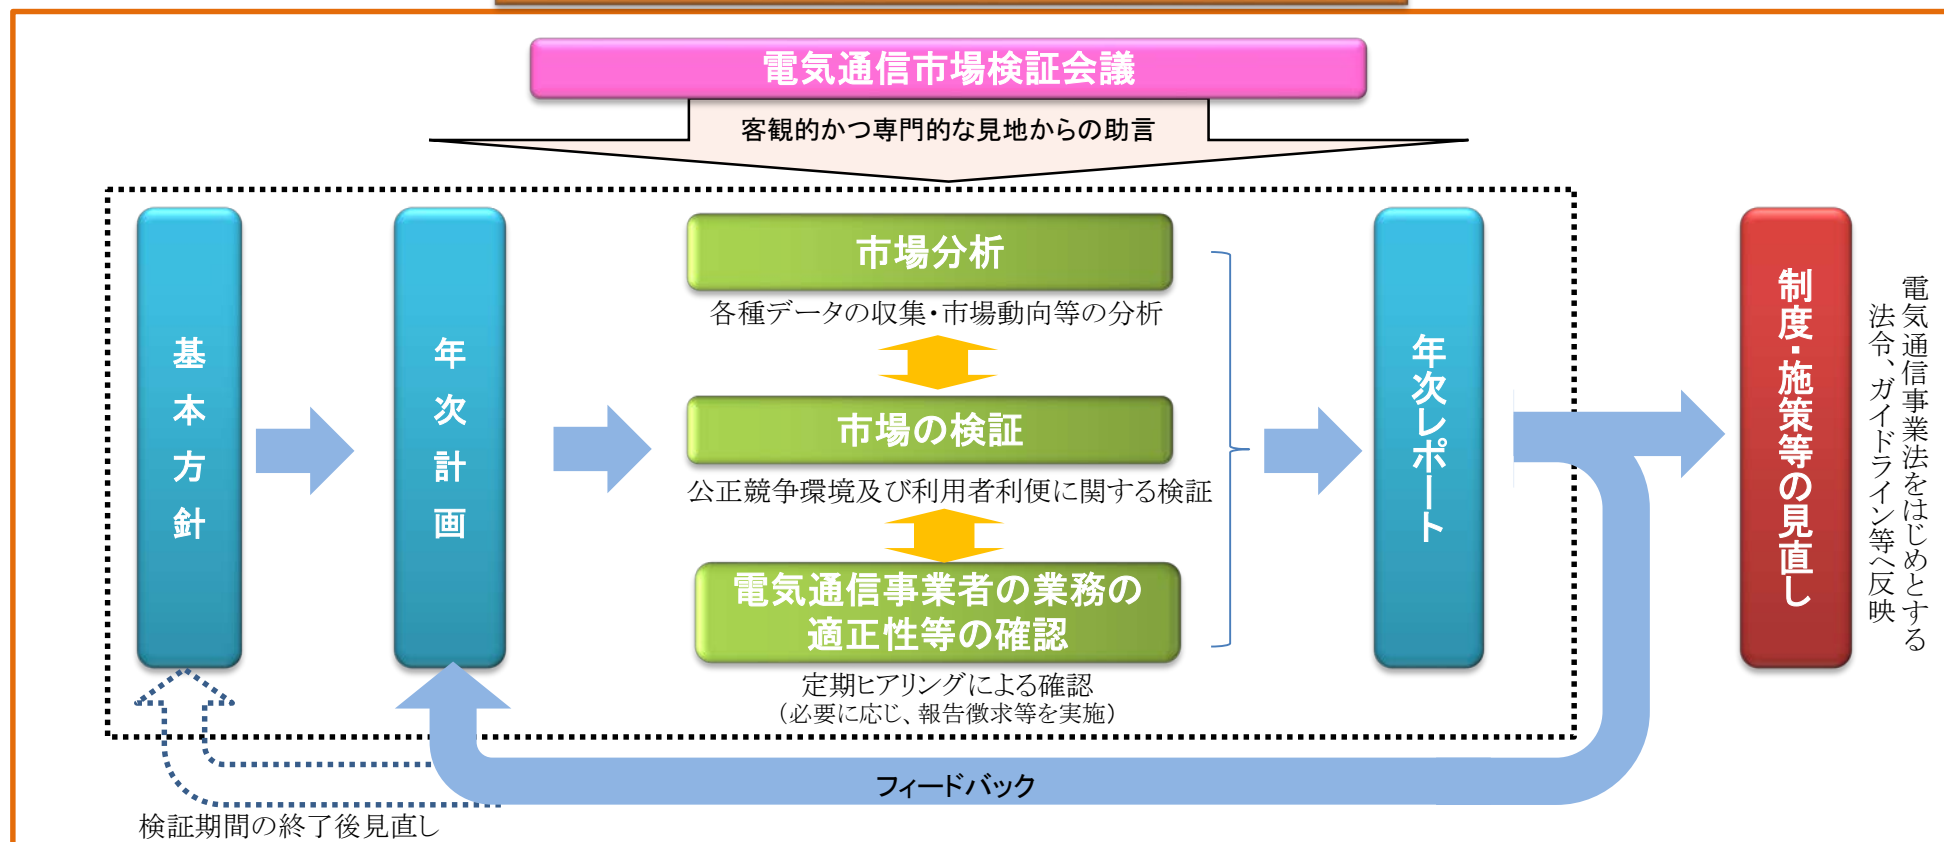 電気通信市場検証会議
客観的かつ専門的な見地からの助言
基本方針
年次計画
市場分析
各種データの収集・市場動向等の分析
市場の検証
公正競争環境及び利用者利便に関する検証
電気通信事業者の業務の
適正性等の確認
定期ヒアリングによる確認
（必要に応じ、報告徴求等を実施）
年次レポート
制度・施策等の見直し
電気通信事業法をはじめとする
法令、ガイドライン等へ反映
フィードバック
検証期間の終了後見直し